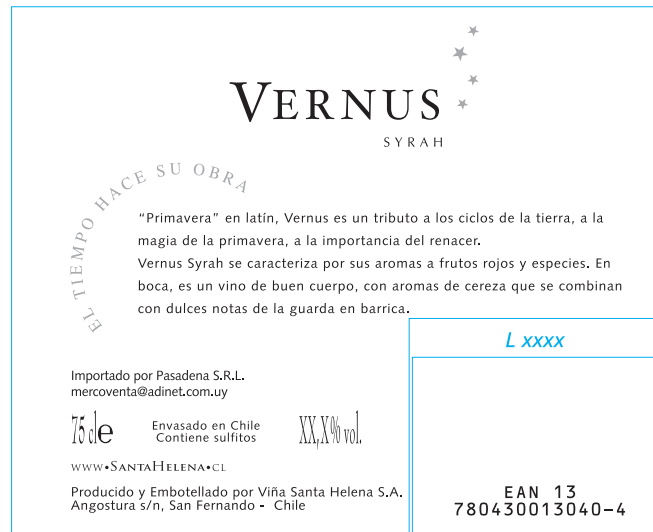 VERNUS
SYRAH
EL TIEMPO HACE SU OBRA
“Primavera” en latín, Vernus es un tributo a los ciclos de la tierra, a la
magia de la primavera, a la importancia del renacer.
Vernus Syrah se caracteriza por sus aromas a frutos rojos y especies. En
boca, es un vino de buen cuerpo, con aromas de cereza que se combinan
con dulces notas de la guarda en barrica.
L xxxx
Importado por Pasadena S.R.L.
mercoventa@adinet.com.uy
75 cl e
Envasado en Chile
Contiene sulfitos
XX,X% vol.
WWW•SANTAHELENA•CL
Producido y Embotellado por Viña Santa Helena S.A.
Angostura s/n, San Fernando - Chile
EAN 13
780430013040-4